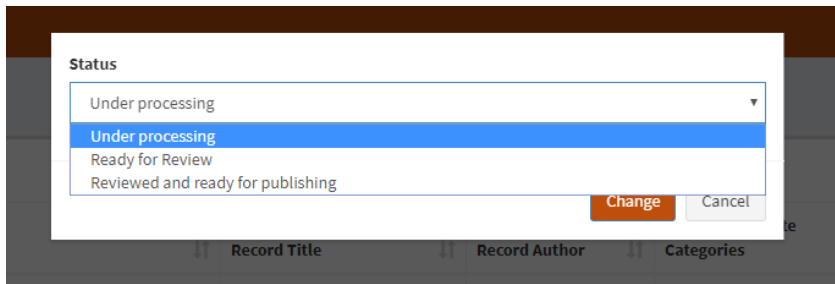 Status
Under processing
Under processing
Ready for Review
Reviewed and ready for publishing
Change Cancel
te
Record Title Record Author Categories